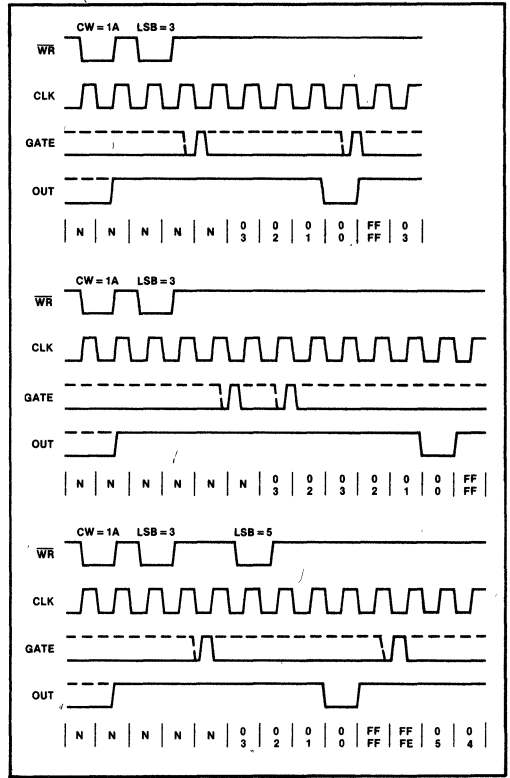 CW = 1A LSB = 3
WR
CLK
GATE
OUT
N N N N N 0 0 0 0 FF 0
3 2 1 0 FF 3
CW = 1A LSB = 3
WR
CLK
GATE
OUT
N N N N N N 0 0 0 0 0 0 FF
3 2 3 2 1 0 FF
CW = 1A LSB = 3 LSB = 5
WR
CLK
GATE
OUT
N N N N N 0 0 0 0 FF FF 0 0
3 2 1 0 FF FE 5 4